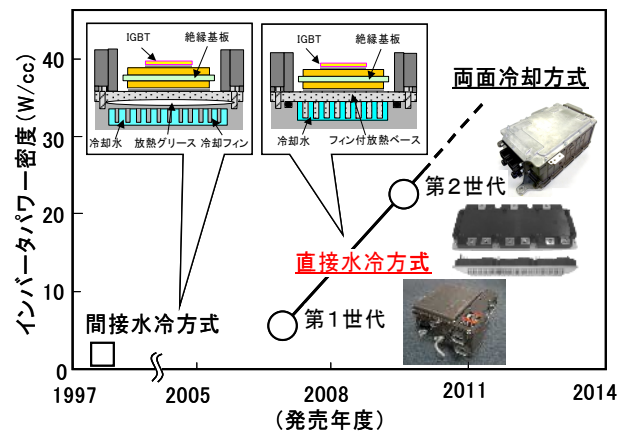 インバータパワー密度(W/cc)
40
30
20
10
0
IGBT
絶縁基板
冷却水
放熱グリース
冷却フィン
IGBT
絶縁基板
冷却水
フィン付放熱ベース
両面冷却方式
第2世代
直接水冷方式
第1世代
間接水冷方式
1997
2005
2008
2011
2014
(発売年度)